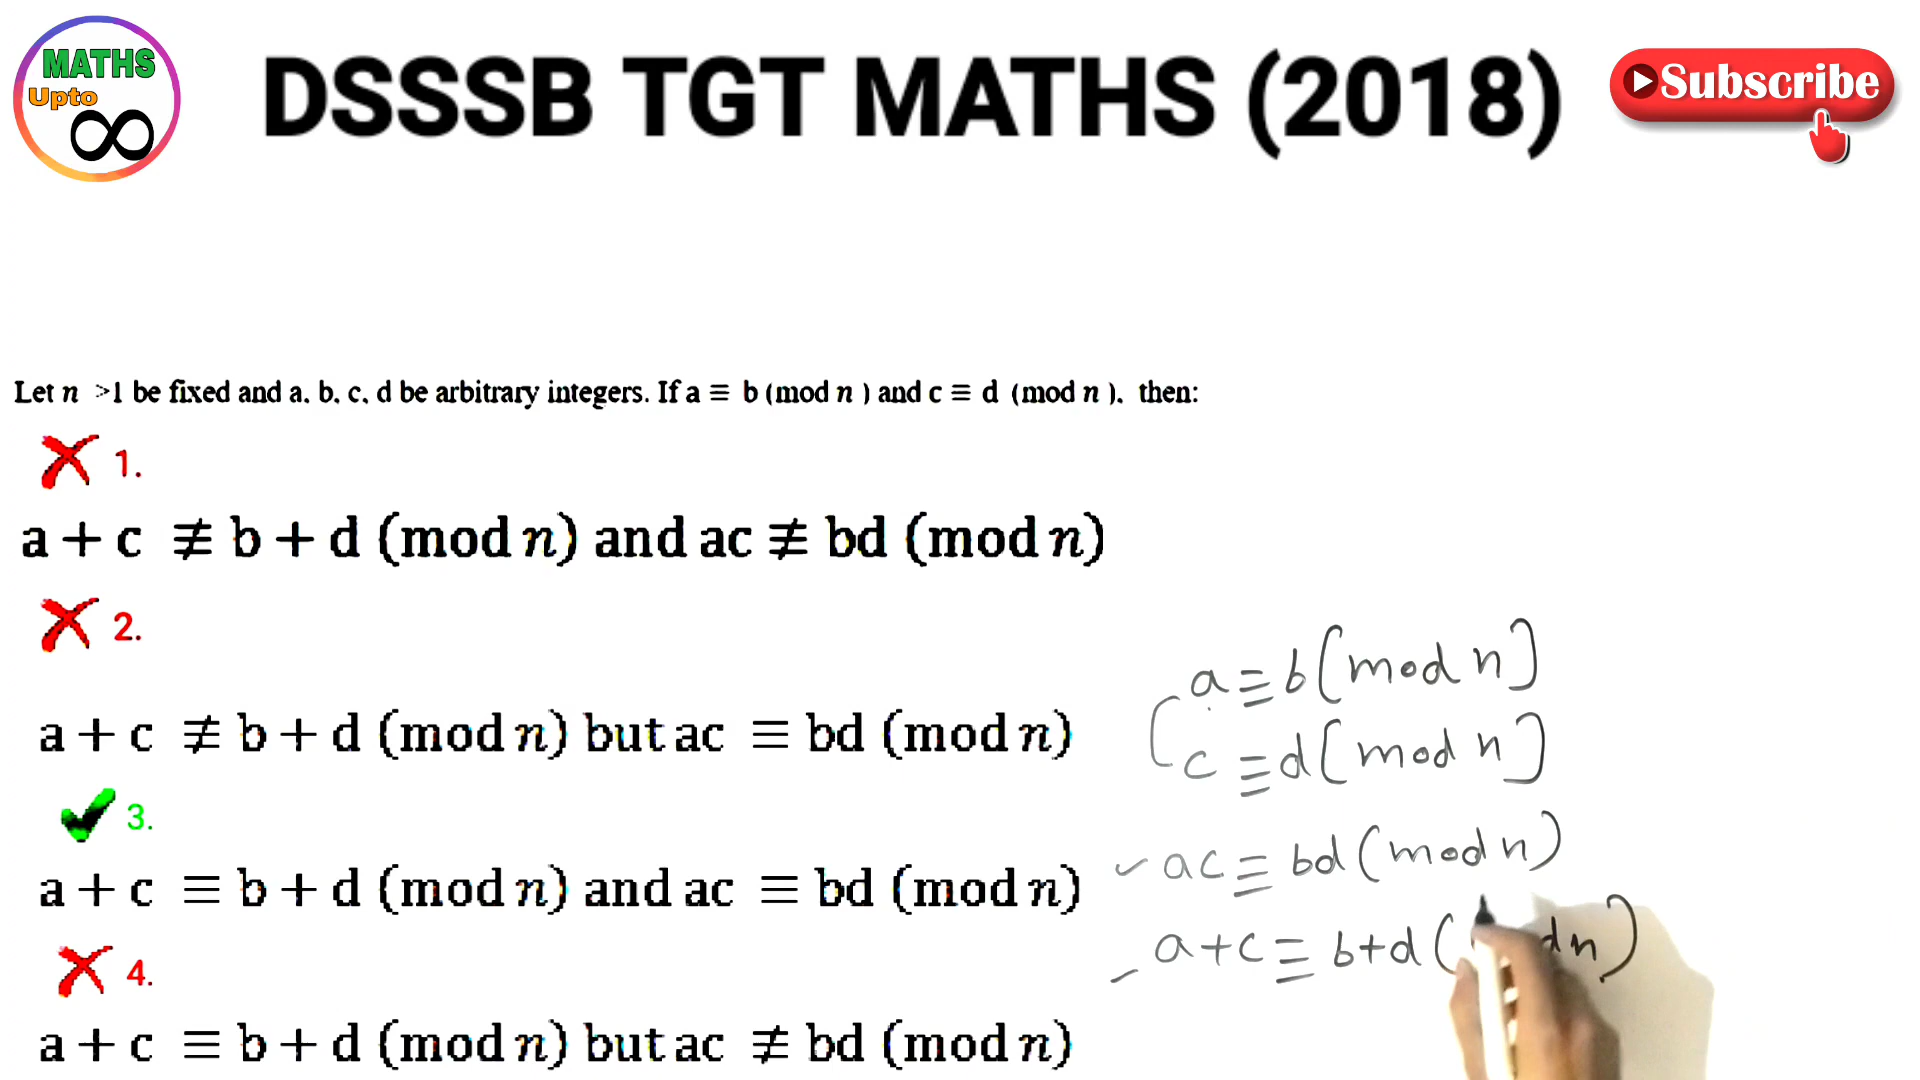 MATHS
Upto
∞
DSSSB TGT MATHS (2018)
Subscribe
Let n >1 be fixed and a, b, c, d be arbitrary integers. If a ≡ b (mod n ) and c ≡ d (mod n ), then:
1.
a + c ≢ b + d (mod n) and ac ≢ bd (mod n)
2.
a + c ≢ b + d (mod n) but ac ≡ bd (mod n)
3.
a + c ≡ b + d (mod n) and ac ≡ bd (mod n)
4.
a + c ≡ b + d (mod n) but ac ≢ bd (mod n)
a ≡ b (mod n]
c ≡ d [mod n]
ac ≡ bd (mod n)
a+c ≡ b+d ( dn)